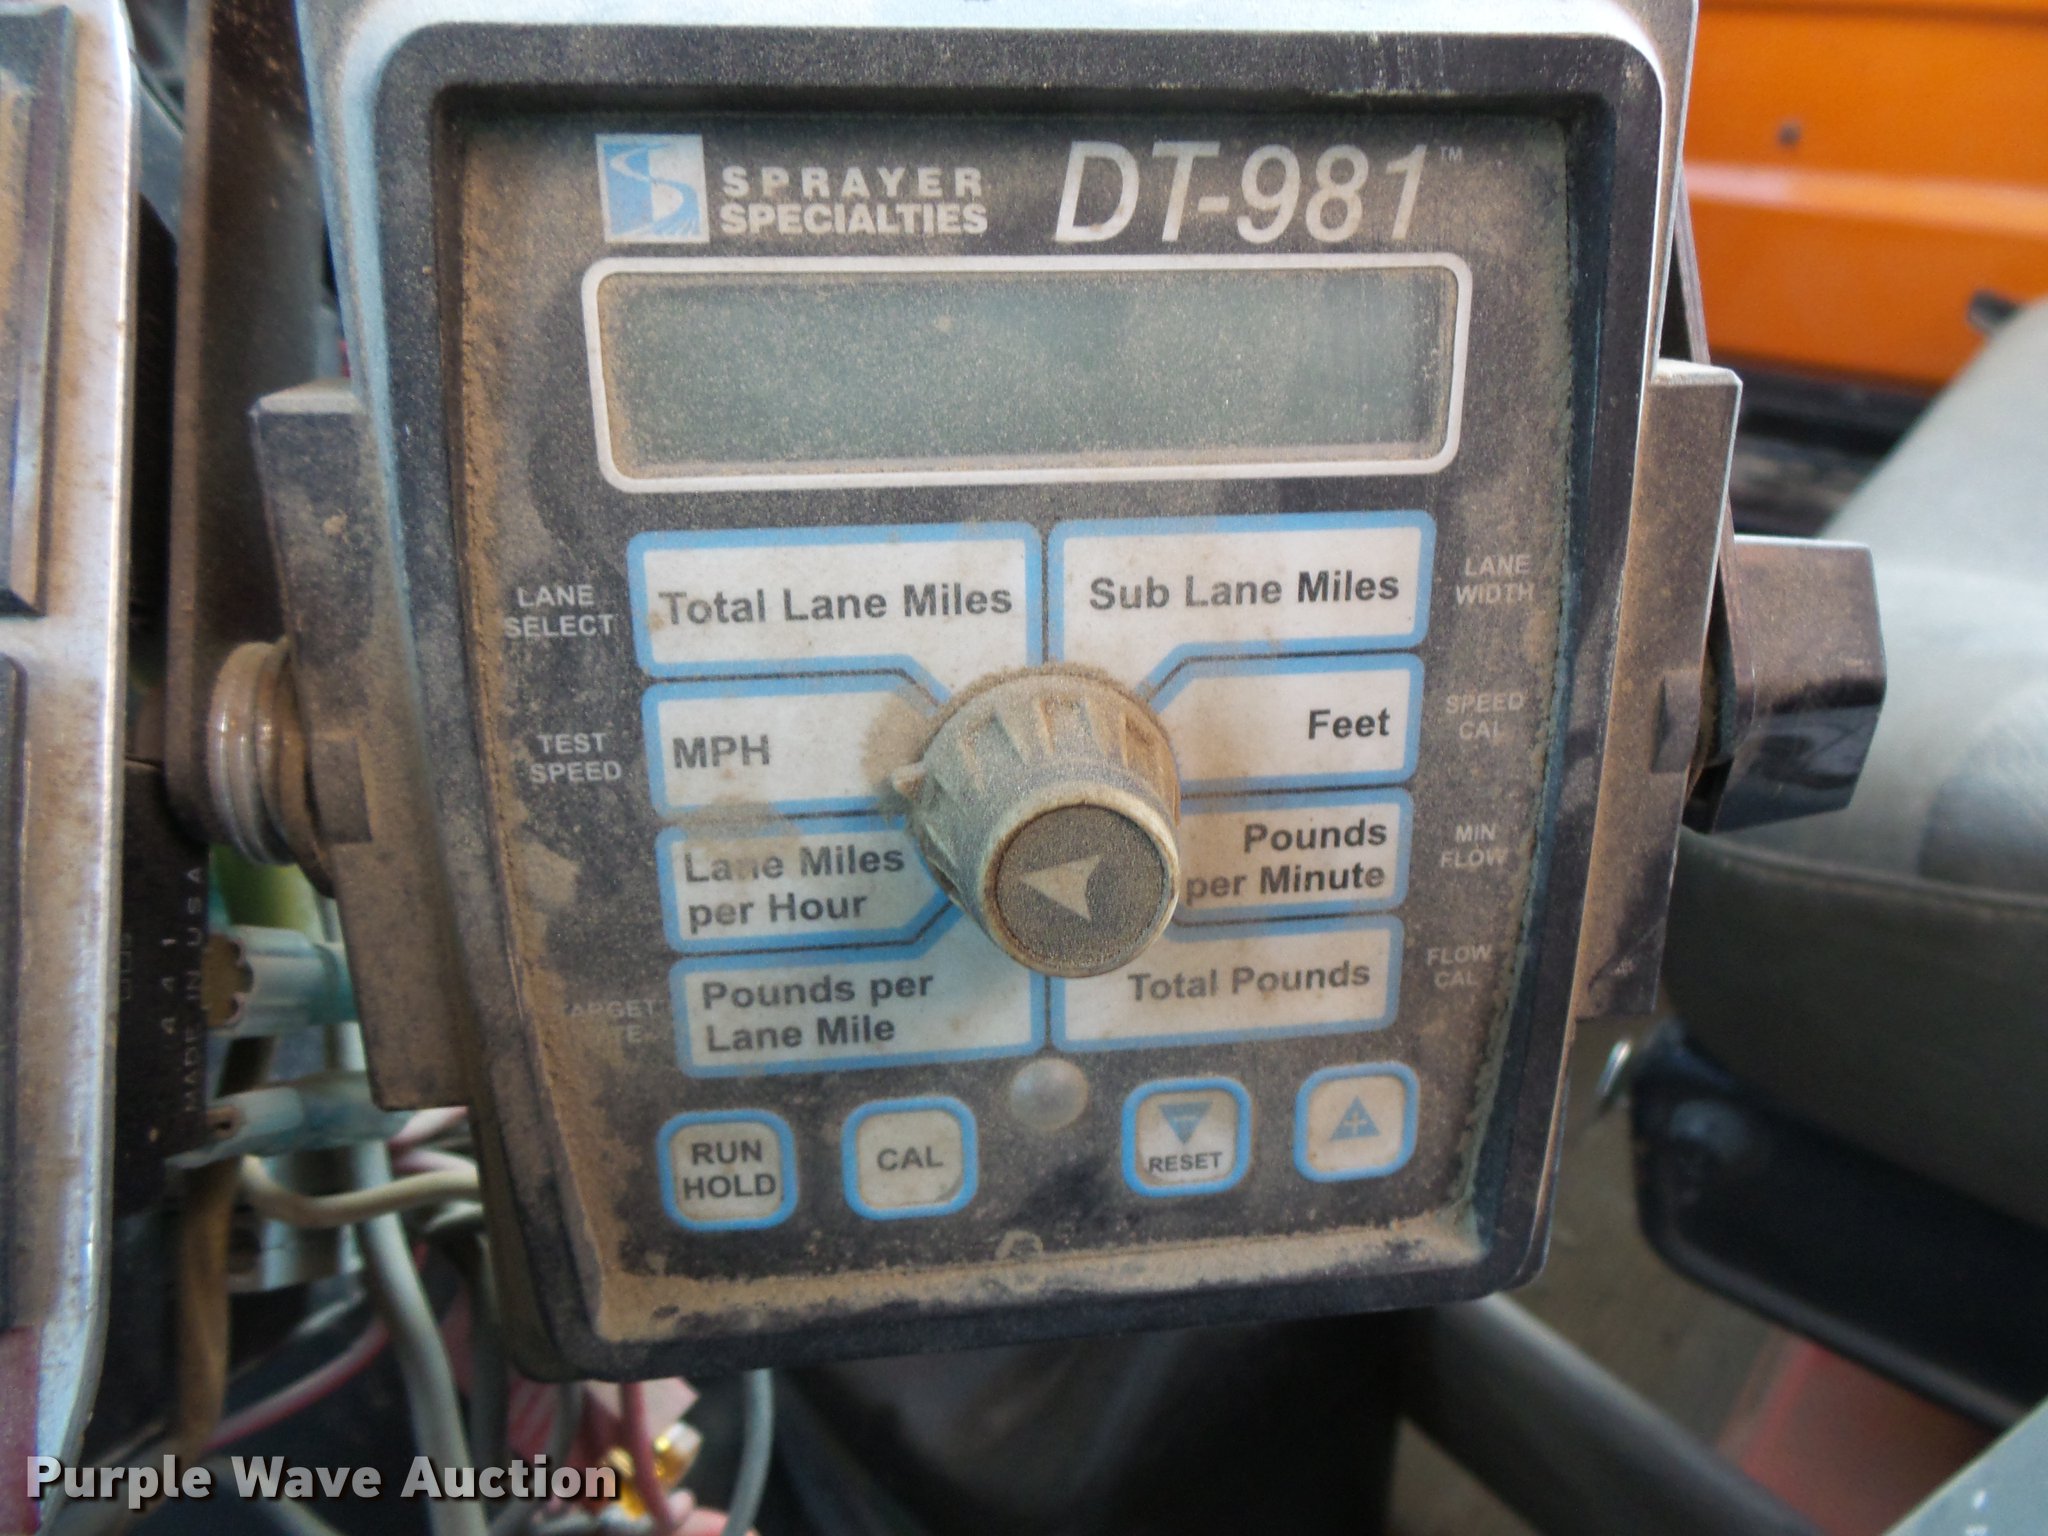 SPRAYER
SPECIALTIES
DT-981™
LANE
SELECT
Total Lane Miles
Sub Lane Miles
LANE
WIDTH
TEST
SPEED
MPH
Feet
SPEED
CAL
Lane Miles
per Hour
Pounds
per Minute
MIN
FLOW
Pounds per
Lane Mile
Total Pounds
FLOW
CAL
RUN
HOLD
CAL
RESET
+
441
MADE IN U.S.A.
Purple Wave Auction